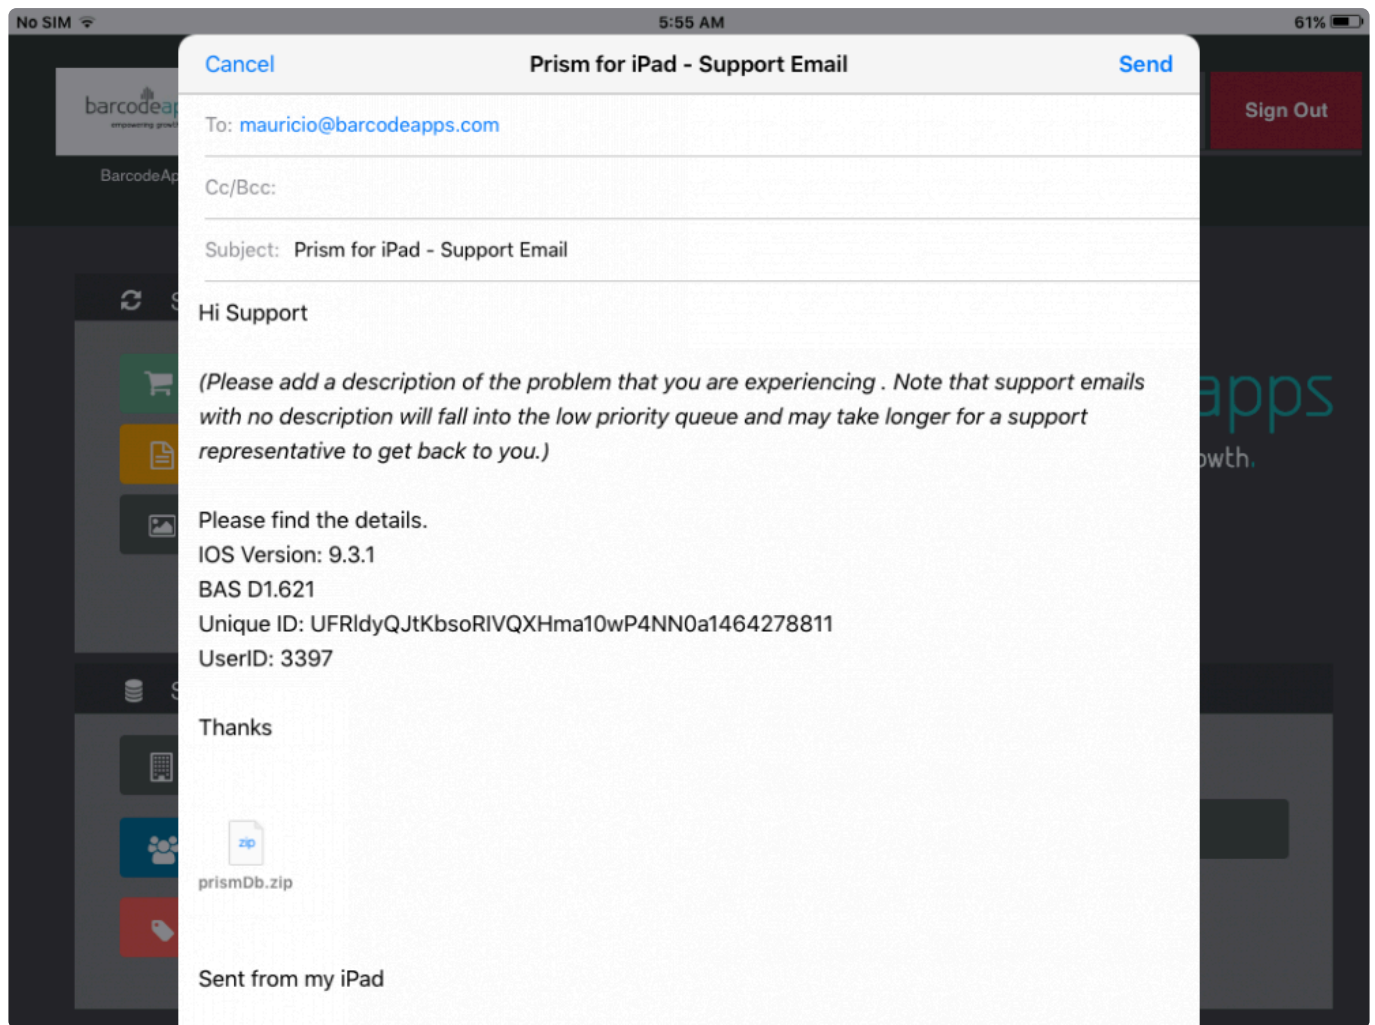 No SIM 5:55 AM 61%
Cancel Prism for iPad - Support Email Send
barcodeap
empowering growt
BarcodeAp
Sign Out
To: mauricio@barcodeapps.com
Cc/Bcc:
Subject: Prism for iPad - Support Email
S
Hi Support
(Please add a description of the problem that you are experiencing . Note that support emails
with no description will fall into the low priority queue and may take longer for a support
representative to get back to you.)
apps
owth.
Please find the details.
IOS Version: 9.3.1
BAS D1.621
Unique ID: UFRldyQJtKbsoRIVQXHma10wP4NN0a1464278811
UserID: 3397
S
Thanks
zip
prismDb.zip
Sent from my iPad